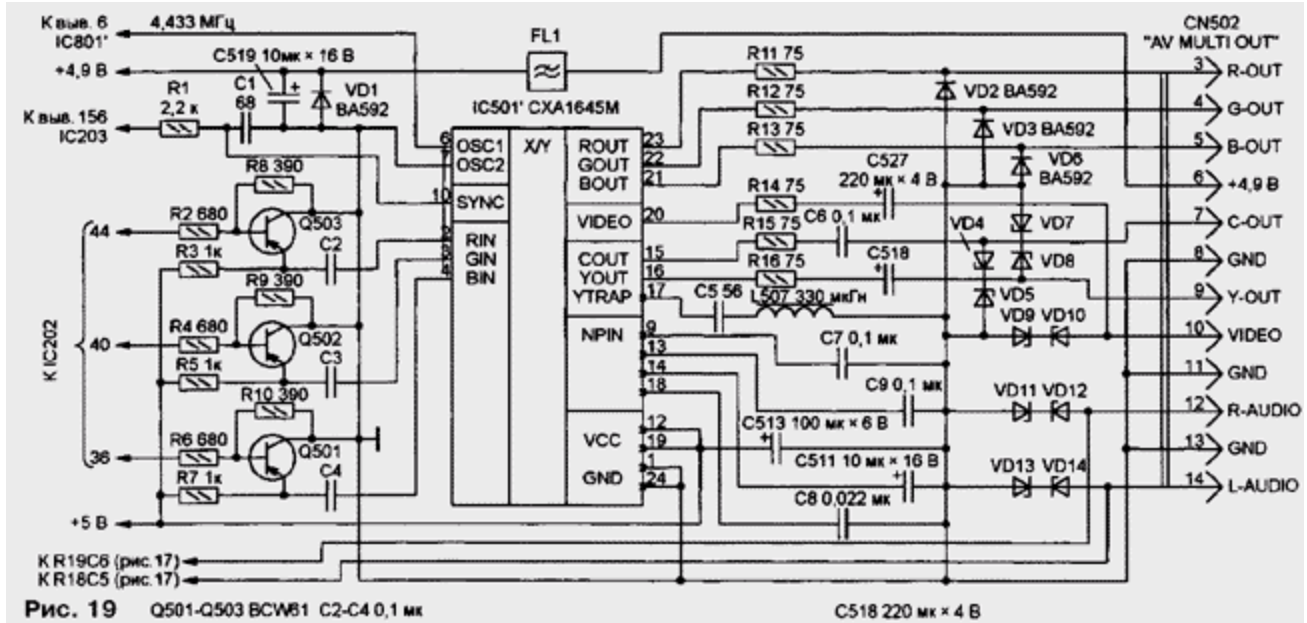 К выв. 6
IC801'
4,433 МГц
+4,9 В
C519 10мк × 16 В
FL1
R1
2,2 к
C1
68
VD1
BA592
К выв. 156
IC203
IC501' CXA1645M
R11 75
R12 75
R13 75
VD2 BA592
VD3 BA592
VD6
BA592
CN502
"AV MULTI OUT"
3 R-OUT
4 G-OUT
5 B-OUT
6 +4,9 В
7 C-OUT
8 GND
9 Y-OUT
10 VIDEO
11 GND
12 R-AUDIO
13 GND
14 L-AUDIO
6 OSC1
OSC2
10 SYNC
RIN
GIN
4 BIN
X/Y
ROUT 23
GOUT 22
BOUT 21
VIDEO 20
COUT 15
YOUT 16
YTRAP 17
NPIN 9
13
14
18
12
VCC 19
1
GND 24
R8 390
R2 680
Q503
R3 1к
C2
R9 390
R4 680
Q502
R5 1к
C3
R10 390
R6 680
Q501
R7 1к
C4
К IC202
44
40
36
+5 В
C527
220 мк × 4 В
R14 75
C6 0,1 мк
R15 75
C518
R16 75
C5 56
L507 330 мкГн
VD4
VD7
VD8
VD5
VD9 VD10
C7 0,1 мк
C9 0,1 мк
VD11 VD12
C513 100 мк × 6 В
C511 10 мк × 16 В
VD13 VD14
C8 0,022 мк
К R19C6 (рис.17)
К R18C5 (рис.17)
Рис. 19 Q501-Q503 BCW61 C2-C4 0,1 мк
C518 220 мк × 4 В